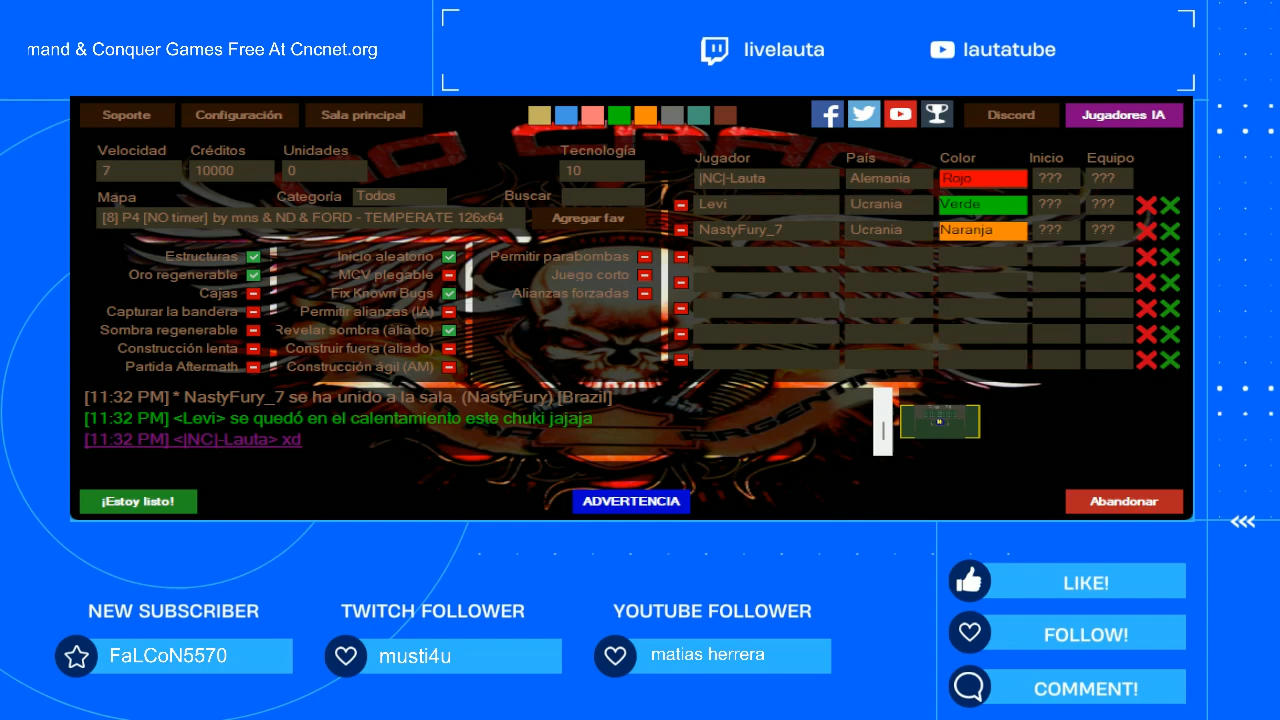 mand & Conquer Games Free At Cncnet.org
livelauta
lautatube
Soporte
Configuración
Sala principal
Discord
Jugadores IA
Velocidad
Créditos
Unidades
Tecnología
7
10000
0
10
Mapa
Categoría
Todos
Buscar
[8] P4 [NO timer] by mns & ND & FORD - TEMPERATE 126x64
Agregar fav
Jugador
País
Color
Inicio
Equipo
|NC|-Lauta
Alemania
Rojo
???
???
Levi
Ucrania
Verde
???
???
NastyFury_7
Ucrania
Naranja
???
???
Estructuras
Inicio aleatorio
Permitir parabombas
Oro regenerable
MCV plegable
Juego corto
Cajas
Fix Known Bugs
Alianzas forzadas
Capturar la bandera
Permitir alianzas (IA)
Sombra regenerable
Revelar sombra (aliado)
Construcción lenta
Construir fuera (aliado)
Partida Aftermath
Construcción ágil (AM)
[11:32 PM] * NastyFury_7 se ha unido a la sala. (NastyFury) [Brazil]
[11:32 PM] <Levi> se quedó en el calentamiento este chuki jajaja
[11:32 PM] <|NC|-Lauta> xd
¡Estoy listo!
ADVERTENCIA
Abandonar
NEW SUBSCRIBER
TWITCH FOLLOWER
YOUTUBE FOLLOWER
FaLCoN5570
musti4u
matias herrera
LIKE!
FOLLOW!
COMMENT!